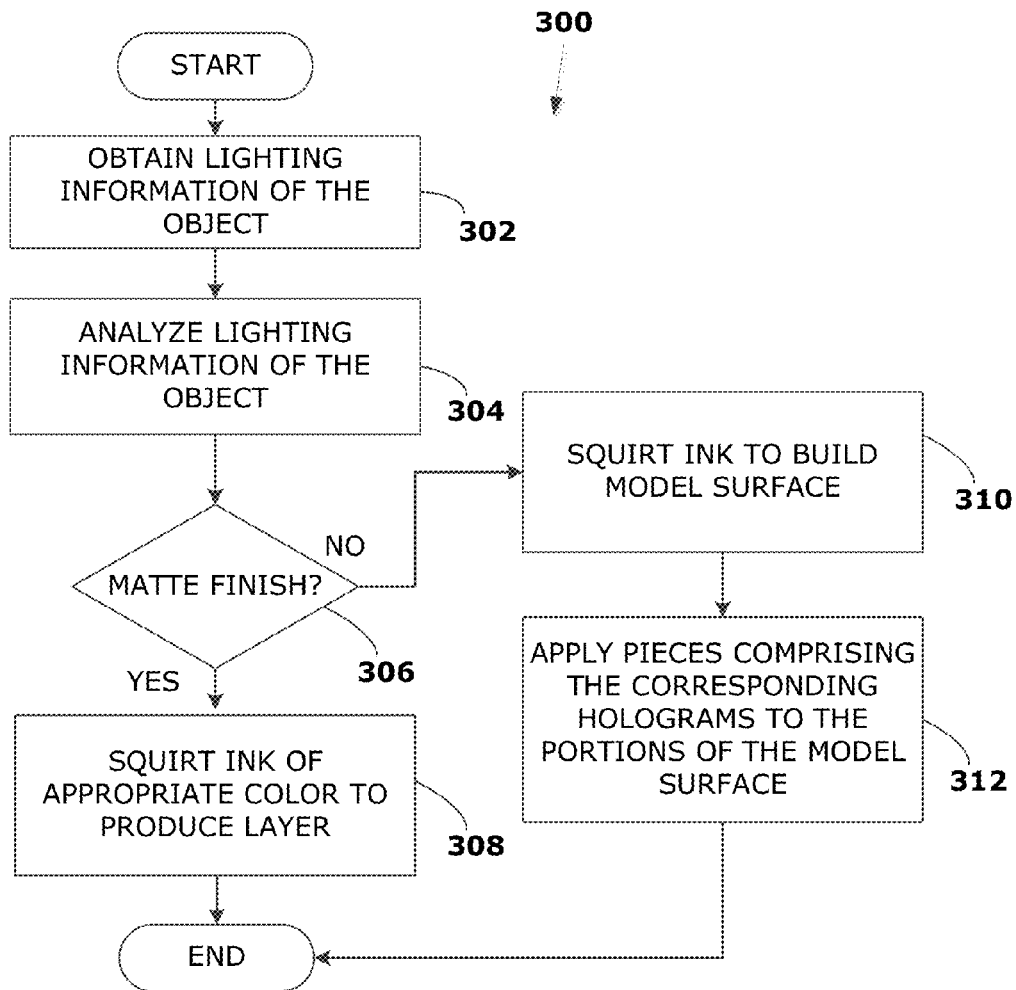 300
START
OBTAIN LIGHTING
INFORMATION OF THE
OBJECT
302
ANALYZE LIGHTING
INFORMATION OF THE
OBJECT
304
MATTE FINISH?
306
NO
YES
SQUIRT INK OF
APPROPRIATE COLOR TO
PRODUCE LAYER
308
SQUIRT INK TO BUILD
MODEL SURFACE
310
APPLY PIECES COMPRISING
THE CORRESPONDING
HOLOGRAMS TO THE
PORTIONS OF THE MODEL
SURFACE
312
END